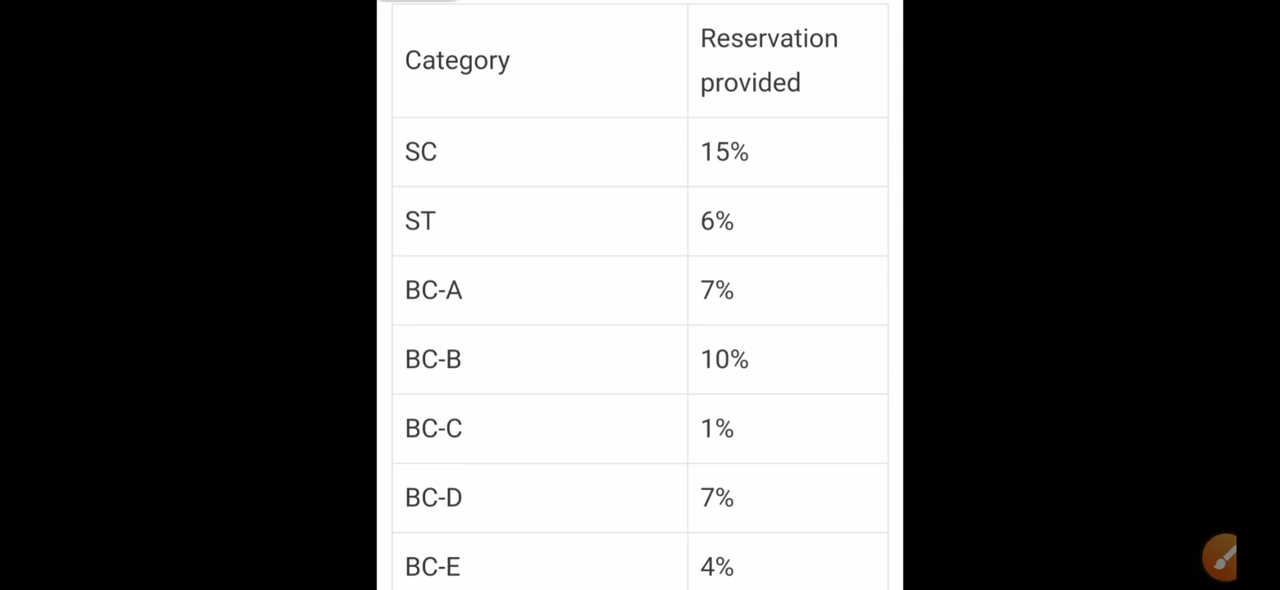 Category
Reservation
provided
SC 15%
ST 6%
BC-A 7%
BC-B 10%
BC-C 1%
BC-D 7%
BC-E 4%